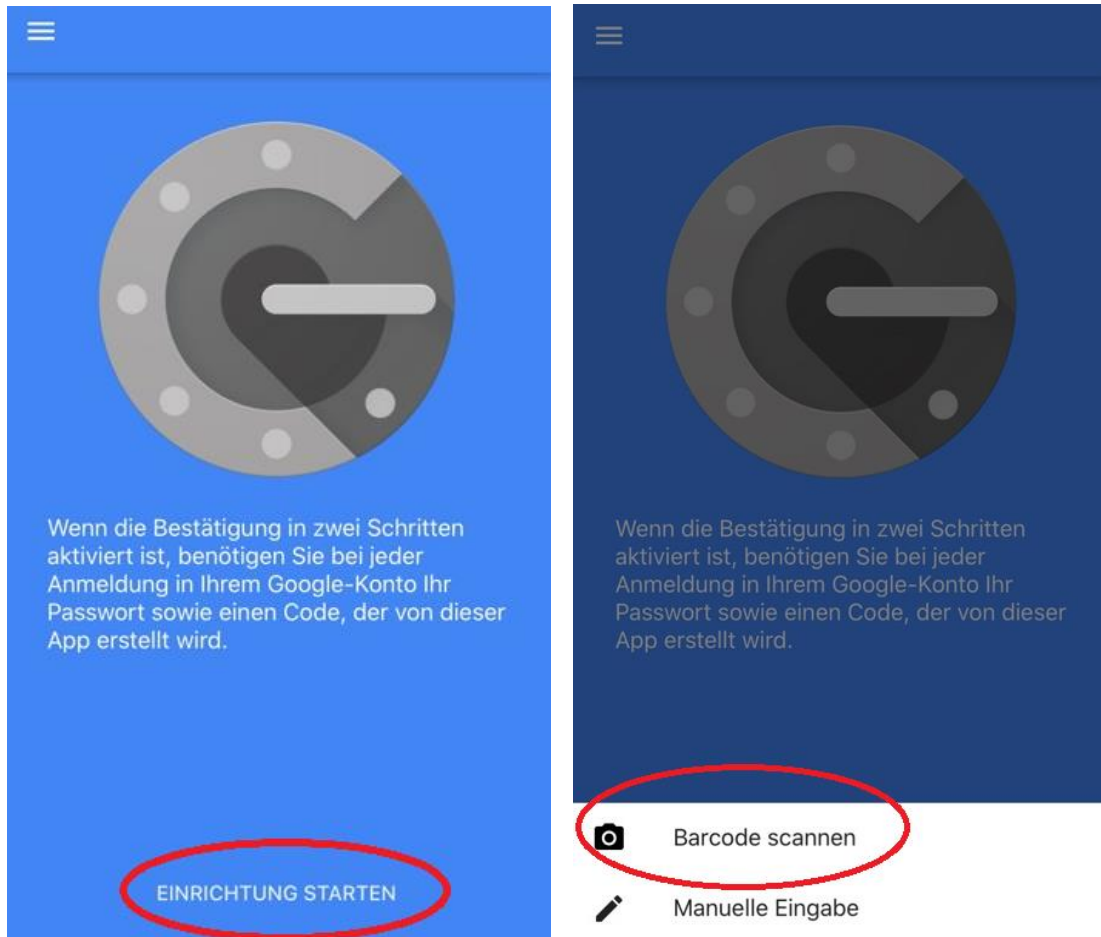 Wenn die Bestätigung in zwei Schritten
aktiviert ist, benötigen Sie bei jeder
Anmeldung in Ihrem Google-Konto Ihr
Passwort sowie einen Code, der von dieser
App erstellt wird.
EINRICHTUNG STARTEN
Wenn die Bestätigung in zwei Schritten
aktiviert ist, benötigen Sie bei jeder
Anmeldung in Ihrem Google-Konto Ihr
Passwort sowie einen Code, der von dieser
App erstellt wird.
Barcode scannen
Manuelle Eingabe